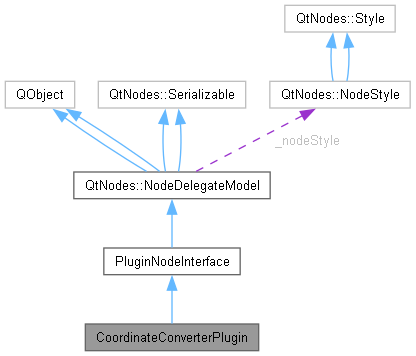 QtNodes::Style
QObject
QtNodes::Serializable
QtNodes::NodeStyle
_nodeStyle
QtNodes::NodeDelegateModel
PluginNodeInterface
CoordinateConverterPlugin